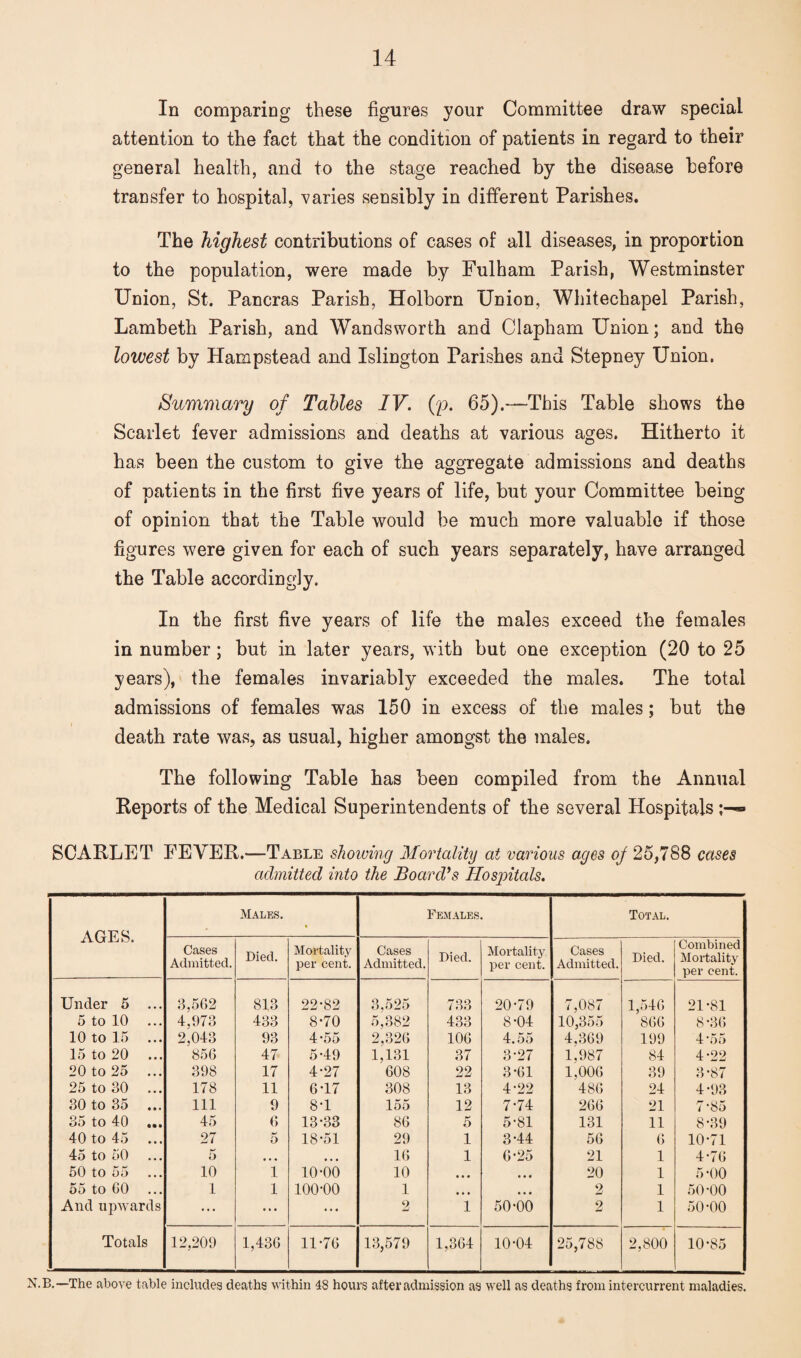 14
In comparing these figures your Committee draw special
attention to the fact that the condition of patients in regard to their
general health, and to the stage reached by the disease before
transfer to hospital, varies sensibly in different Parishes.
The highest contributions of cases of all diseases, in proportion
to the population, were made by Fulham Parish, Westminster
Union, St. Pancras Parish, Holborn Union, Whitechapel Parish,
Lambeth Parish, and Wandsworth and Clapham Union; and the
lowest by Hampstead and Islington Parishes and Stepney Union.
Summary of Tables IV. (p. 65).—This Table shows the
Scarlet fever admissions and deaths at various ages. Hitherto it
has been the custom to give the aggregate admissions and deaths
of patients in the first five years of life, but your Committee being
of opinion that the Table would be much more valuable if those
figures were given for each of such years separately, have arranged
the Table accordingly.
In the first five years of life the males exceed the females
in number; but in later years, with but one exception (20 to 25
years), the females invariably exceeded the males. The total
admissions of females was 150 in excess of the males; but the
death rate was, as usual, higher amongst the males.
The following Table has been compiled from the Annual
Reports of the Medical Superintendents of the several Hospitals;—
SCARLET FEVER.—TABLE showing Mortality at various ages of 25,788 cases
admitted into the Board's Hospitals.
AGES. MALES. FEMALES. TOTAL.
Cases Admitted. Died. Mortality per cent. Cases Admitted. Died. Mortality per cent. Cases Admitted. Died. Combined Mortality per cent.
Under 5 ... 3,562 813 22·82 3,525 733 20·79 7,087 1,546 21·81
5 to 10 ... 4,973 433 8·70 5,382 433 8·04 10,355 866 8·36
10 to 15 ... 2,043 93 4·55 2,326 106 4.55 4,369 199 4·55
15 to 20 ... 856 47 5·49 1,131 37 3·27 1,987 84 4·22
20 to 25 ... 398 17 4·27 608 22 3·61 1,006 39 3·87
25 to 30 ... 178 11 6·17 308 13 4·22 486 24 4·93
30 to 35 ... 111 9 8·1 155 12 7·74 266 21 7·85
35 to 40 ... 45 6 13·33 86 5 5·81 131 11 8·39
40 to 45 ... 27 5 18·51 29 1 3·44 56 6 10·71
45 to 50 ... 5 ... ... 16 1 6·25 21 1 4·76
50 to 55 ... 10 1 10·00 10 ... ... 20 1 5·00
55 to 60 ... 1 1 100·00 1 ... ... 2 1 50·00
And upwards ... ... ... 2 1 50·00 2 1 50·00
Totals 12,209 1,436 11·76 13,579 1,364 10·04 25,788 2,800 10·85
N.B.—The above table includes deaths within 48 hours after admission as well as deaths from intercurrent maladies.